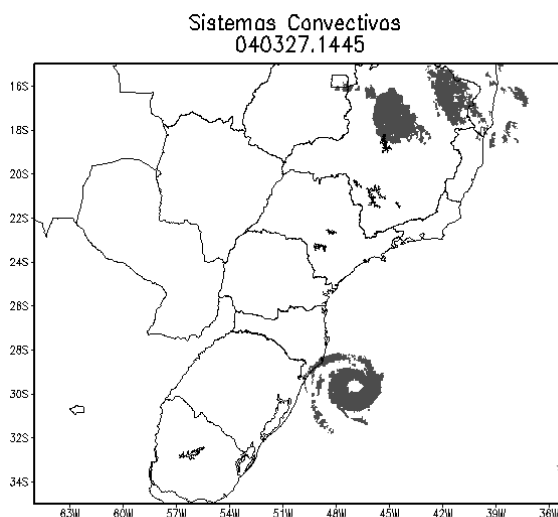 Sistemas Convectivos
040327.1445
16S
18S
20S
22S
24S
26S
28S
30S
32S
34S
63W 60W 57W 54W 51W 48W 45W 42W 39W 36W